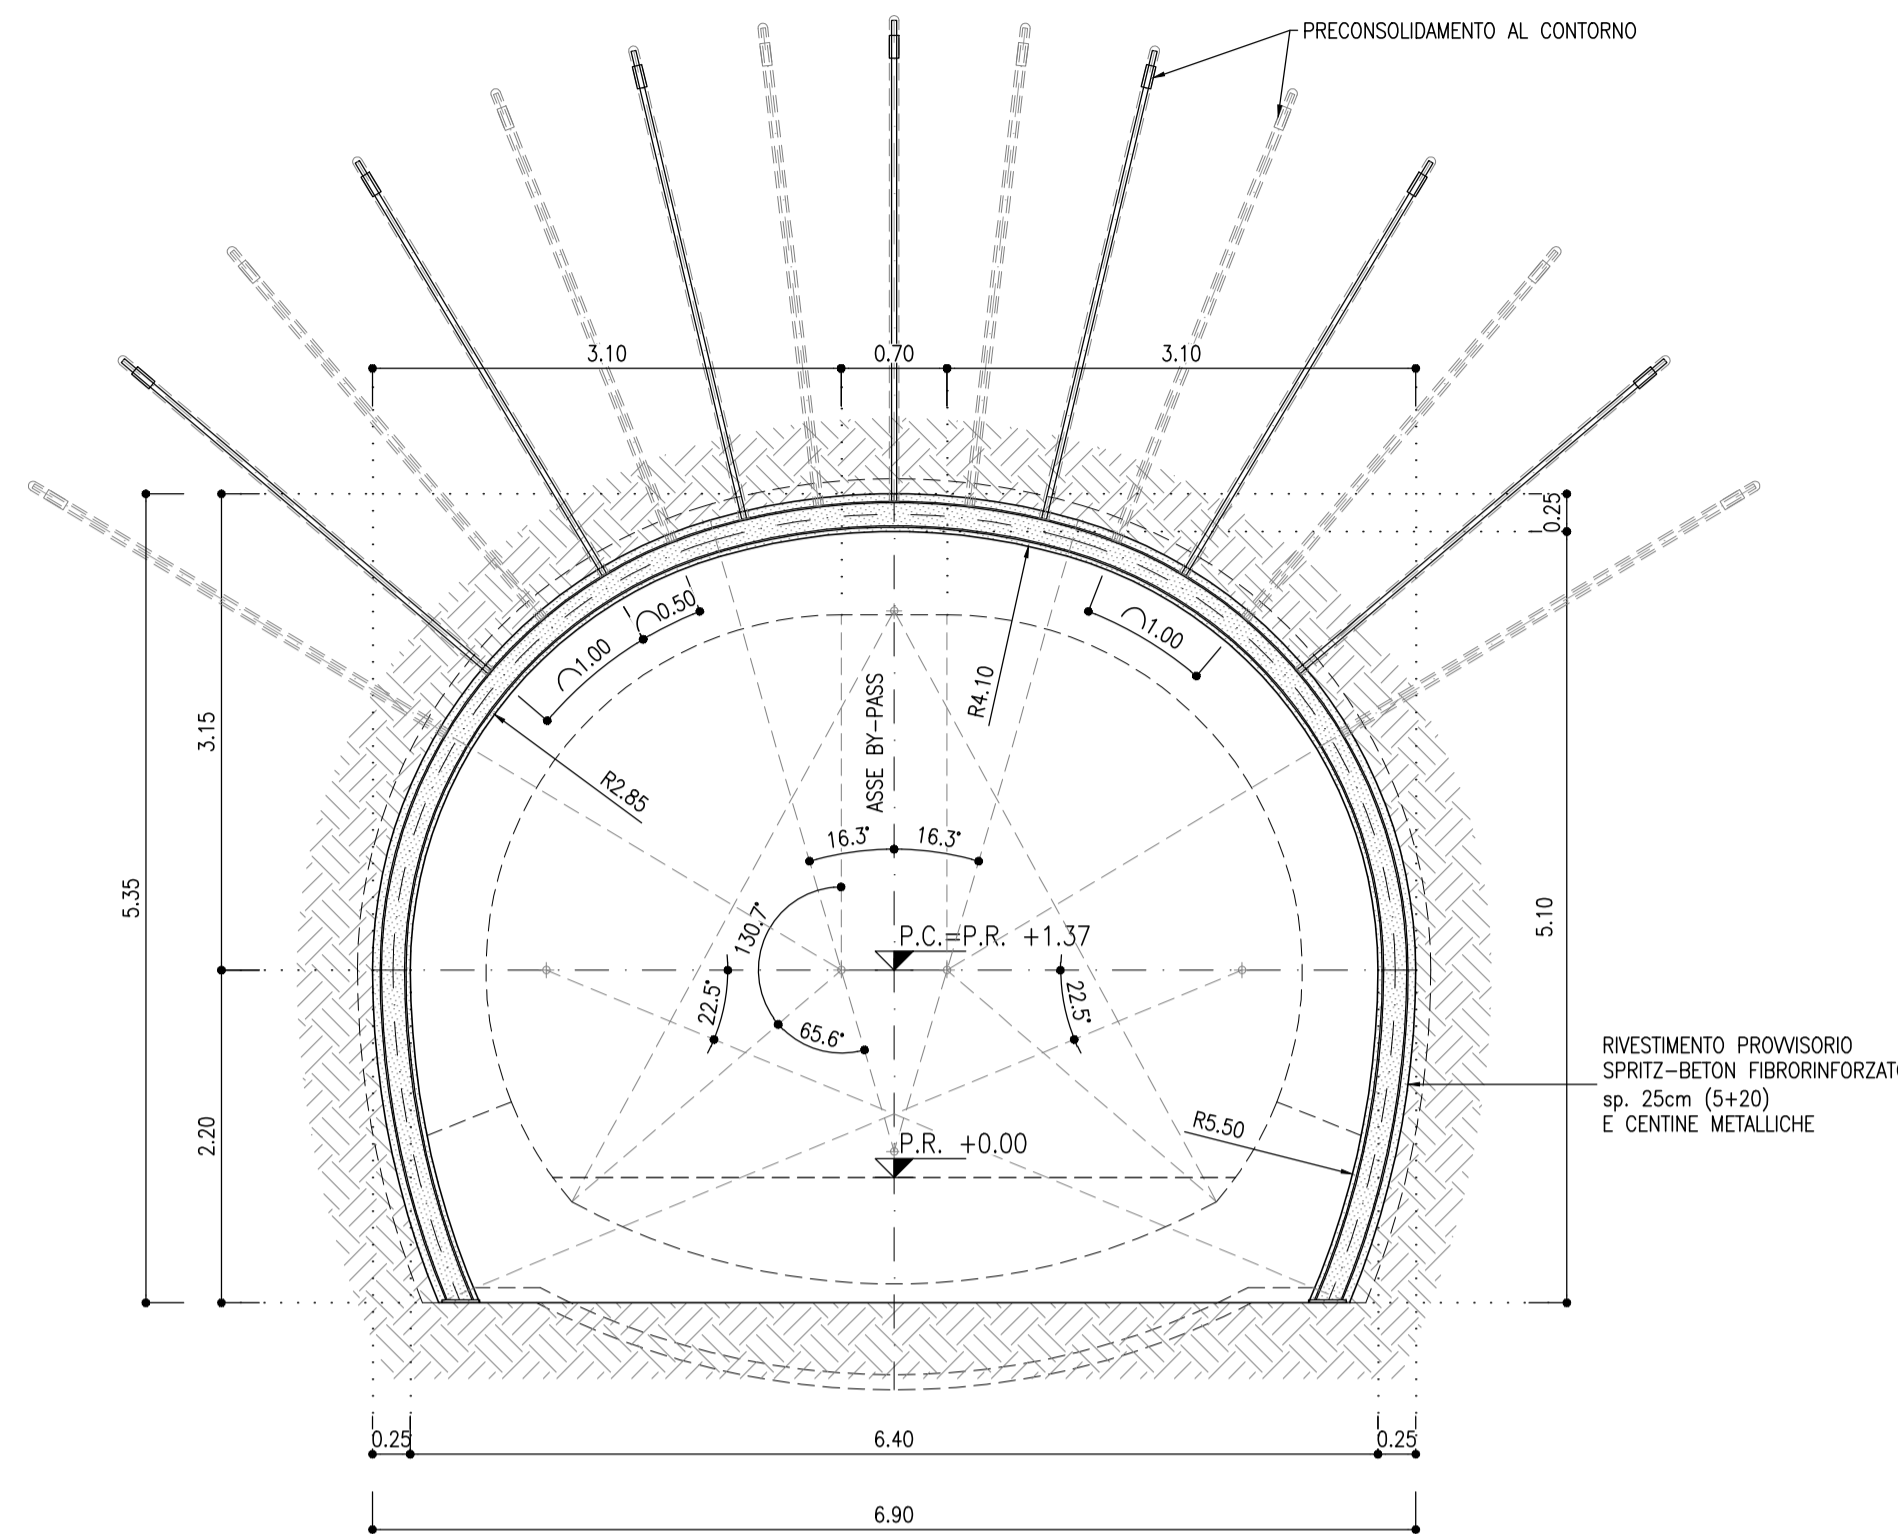 PRECONSOLIDAMENTO AL CONTORNO
3.10
0.70
3.10
0.25
0.50
1.00
1.00
R4.10
ASSE BY-PASS
3.15
R2.85
16.3°
16.3°
5.35
130.7°
P.C.=P.R. +1.37
5.10
22.5°
22.5°
65.6°
RIVESTIMENTO PROVVISORIO
SPRITZ-BETON FIBRORINFORZATO
sp. 25cm (5+20)
E CENTINE METALLICHE
2.20
R5.50
P.R. +0.00
0.25
6.40
0.25
6.90